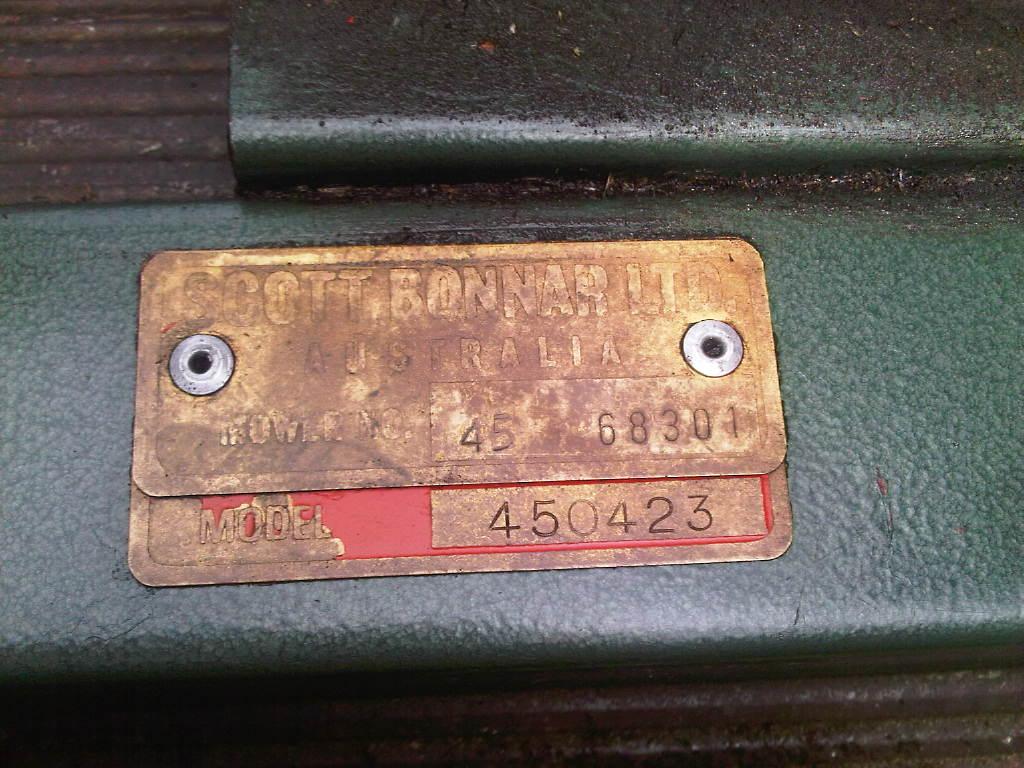 SCOTT BONNAR LTD.
AUSTRALIA
MOWER NO. 45 68301
MODEL 450423